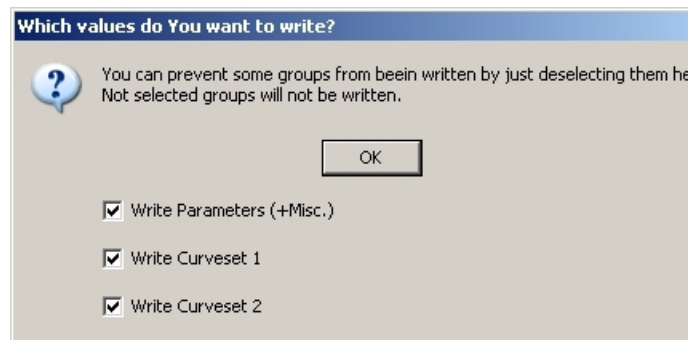 Which values do You want to write?
You can prevent some groups from beein written by just deselecting them he
Not selected groups will not be written.
OK
Write Parameters (+Misc.)
Write Curveset 1
Write Curveset 2